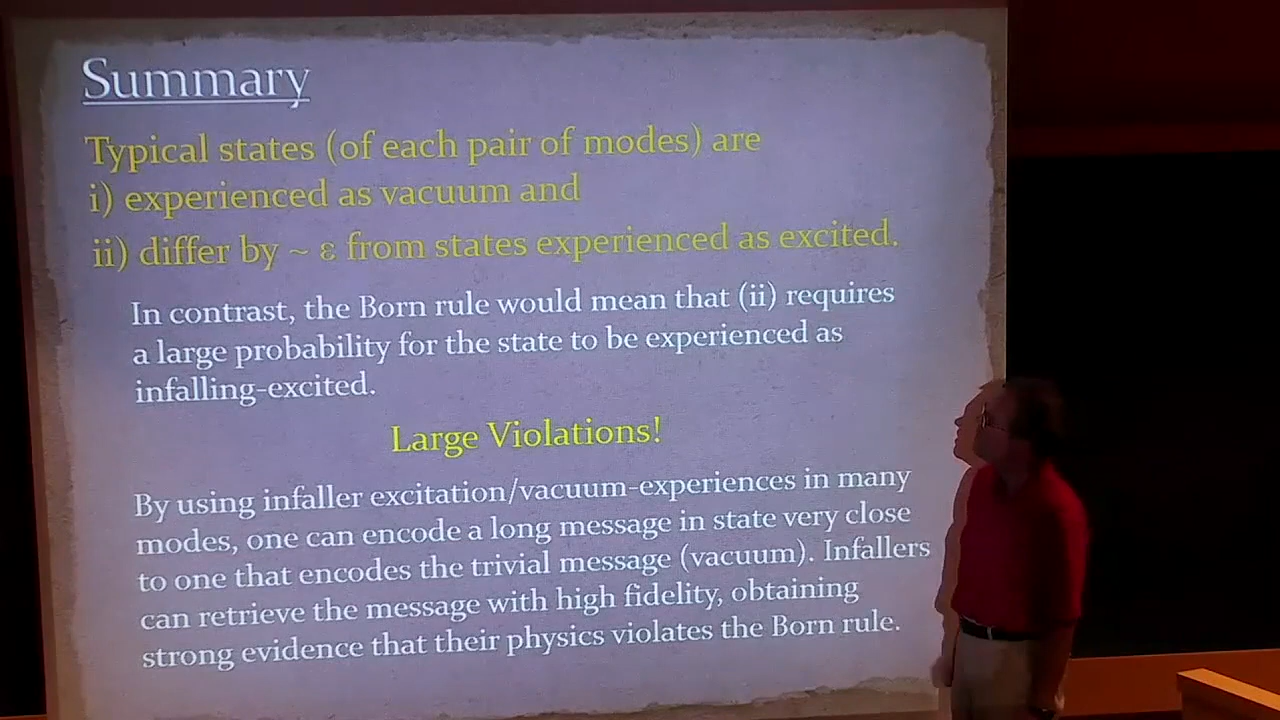 Summary
Typical states (of each pair of modes) are
i) experienced as vacuum and
ii) differ by ~ ε from states experienced as excited.
In contrast, the Born rule would mean that (ii) requires
a large probability for the state to be experienced as
infalling-excited.
Large Violations!
By using infaller excitation/vacuum-experiences in many
modes, one can encode a long message in state very close
to one that encodes the trivial message (vacuum). Infallers
can retrieve the message with high fidelity, obtaining
strong evidence that their physics violates the Born rule.